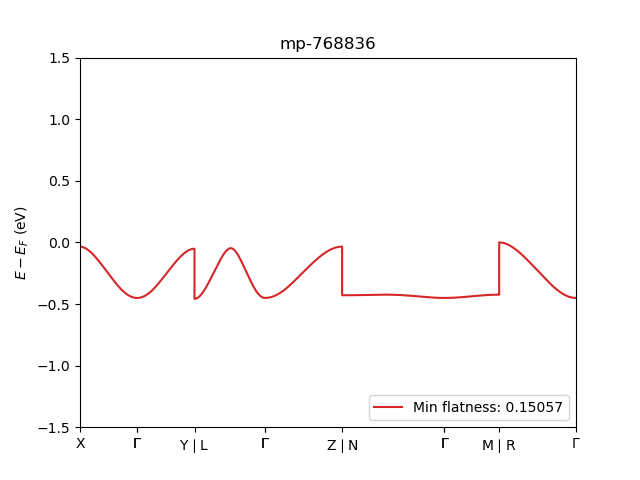 mp-768836
E − E_F (eV)
1.5
1.0
0.5
0.0
−0.5
−1.0
−1.5
Min flatness: 0.15057
X Γ Y | L Γ Z | N Γ M | R Γ